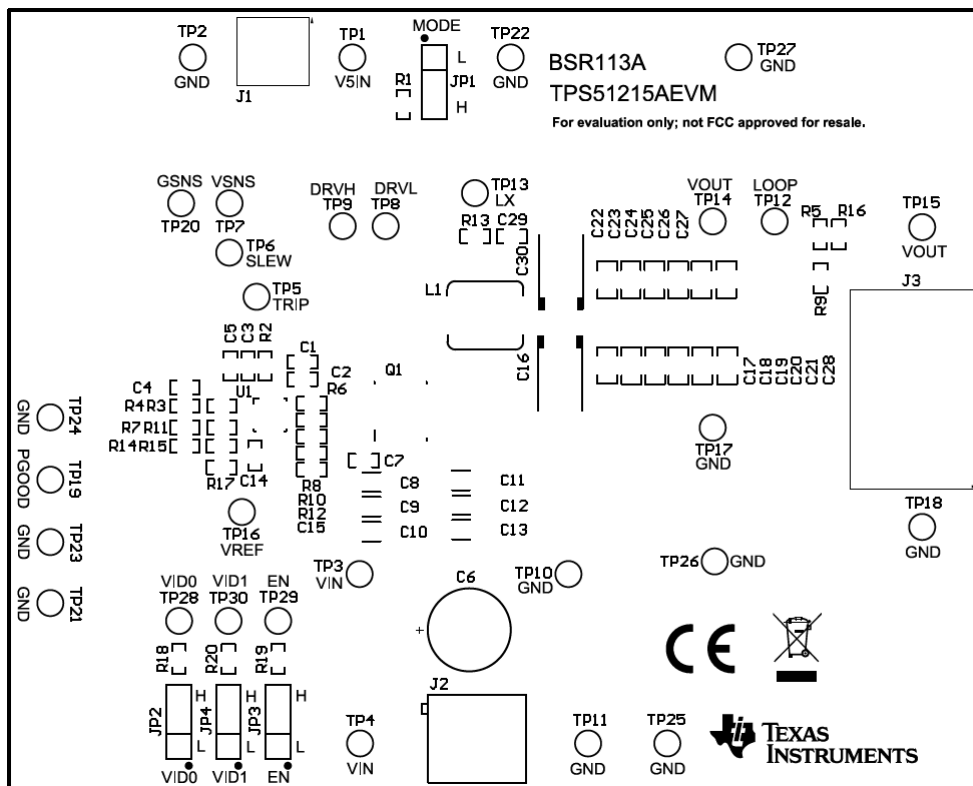 TP2
GND
J1
TP1
V5IN
MODE
L
JP1
H
R1
TP22
GND
BSR113A
TPS51215AEVM
For evaluation only; not FCC approved for resale.
TP27
GND
GSNS
TP20
VSNS
TP7
TP6
SLEW
TP5
TRIP
DRVH
TP9
DRVL
TP8
TP13
LX
R13
C29
C30
L1
C16
C22
C23
C24
C25
C26
C27
VOUT
TP14
LOOP
TP12
R5
R16
R9
TP15
VOUT
J3
C5
C3
R2
C1
C2
C4
U1
R6
Q1
R4
R3
R7
R11
R14
R15
R17
C14
R8
R10
R12
C15
C7
C8
C9
C10
C11
C12
C13
C17
C18
C19
C20
C21
C28
TP17
GND
TP18
GND
GND
TP24
PGOOD
TP19
GND
TP23
GND
TP21
TP16
VREF
TP3
VIN
C6
+
TP10
GND
TP26
GND
VID0
TP28
VID1
TP30
EN
TP29
R18
R20
R19
JP2
H
L
JP4
H
L
JP3
H
L
VID0
VID1
EN
TP4
VIN
J2
TP11
GND
TP25
GND
CE
TEXAS
INSTRUMENTS